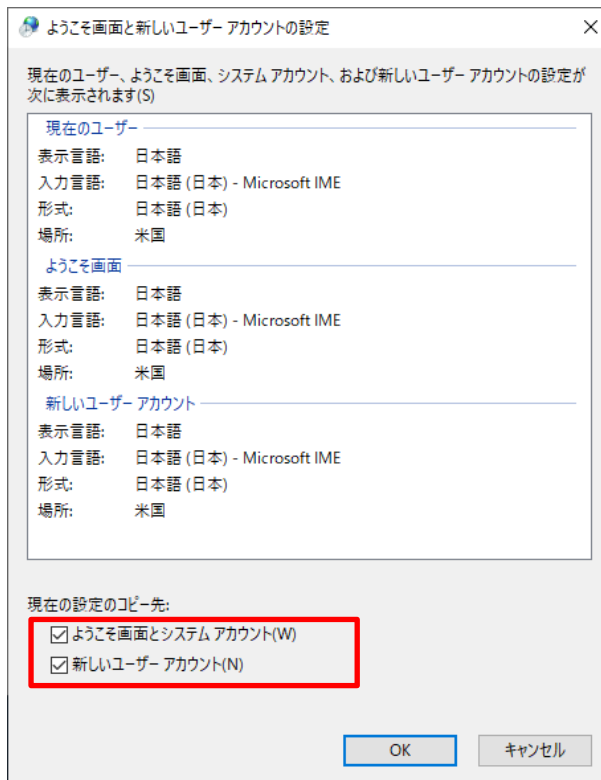 ようこそ画面と新しいユーザー アカウントの設定
現在のユーザー、ようこそ画面、システム アカウント、および新しいユーザー アカウントの設定が
次に表示されます(S)
現在のユーザー
表示言語: 日本語
入力言語: 日本語 (日本) - Microsoft IME
形式: 日本語 (日本)
場所: 米国
ようこそ画面
表示言語: 日本語
入力言語: 日本語 (日本) - Microsoft IME
形式: 日本語 (日本)
場所: 米国
新しいユーザー アカウント
表示言語: 日本語
入力言語: 日本語 (日本) - Microsoft IME
形式: 日本語 (日本)
場所: 米国
現在の設定のコピー先:
ようこそ画面とシステム アカウント(W)
新しいユーザー アカウント(N)
OK キャンセル